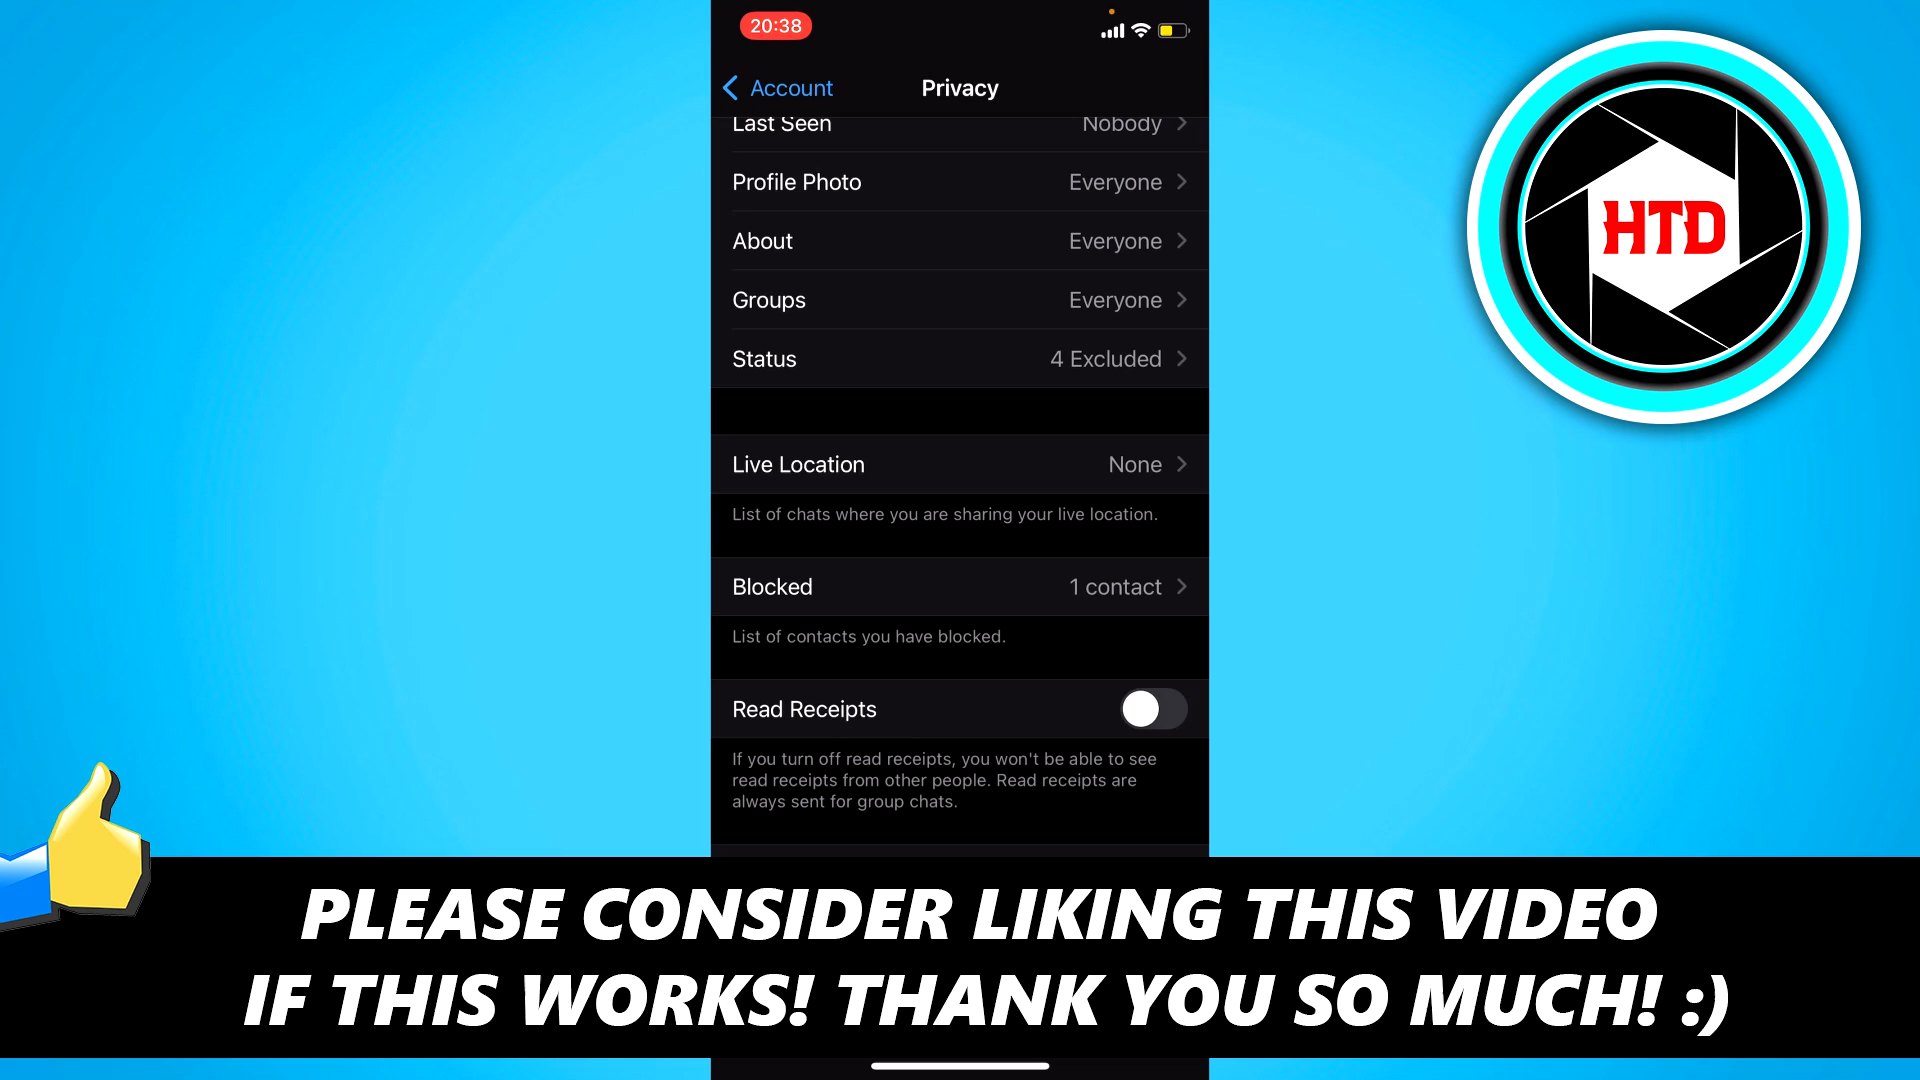 20:38
Account
Privacy
Last Seen Nobody
Profile Photo Everyone
About Everyone
Groups Everyone
Status 4 Excluded
Live Location None
List of chats where you are sharing your live location.
Blocked 1 contact
List of contacts you have blocked.
Read Receipts
If you turn off read receipts, you won't be able to see
read receipts from other people. Read receipts are
always sent for group chats.
HTD
PLEASE CONSIDER LIKING THIS VIDEO
IF THIS WORKS! THANK YOU SO MUCH! :)